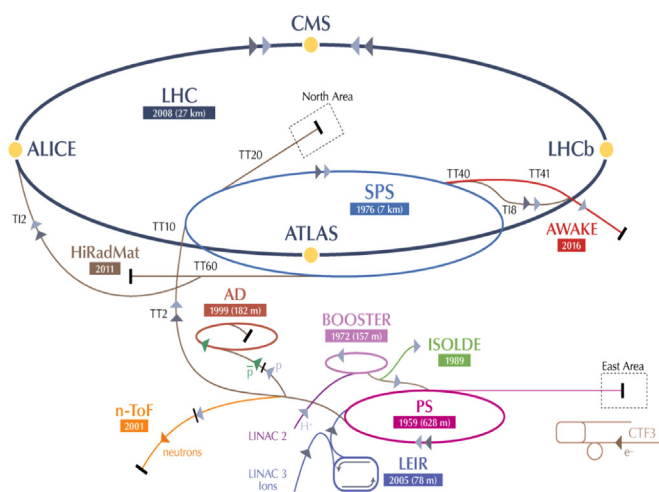 CMS
LHC
2008 (27 km)
North Area
ALICE
LHCb
TT20
TT40
TT41
SPS
1976 (7 km)
TI2
TT10
TI8
ATLAS
AWAKE
2016
HiRadMat
2011
TT60
AD
1999 (182 m)
TT2
BOOSTER
1972 (157 m)
ISOLDE
1989
p
p̅
East Area
n-ToF
2001
H⁻
PS
1959 (628 m)
LINAC 2
neutrons
CTF3
e⁻
LINAC 3
Ions
LEIR
2005 (78 m)